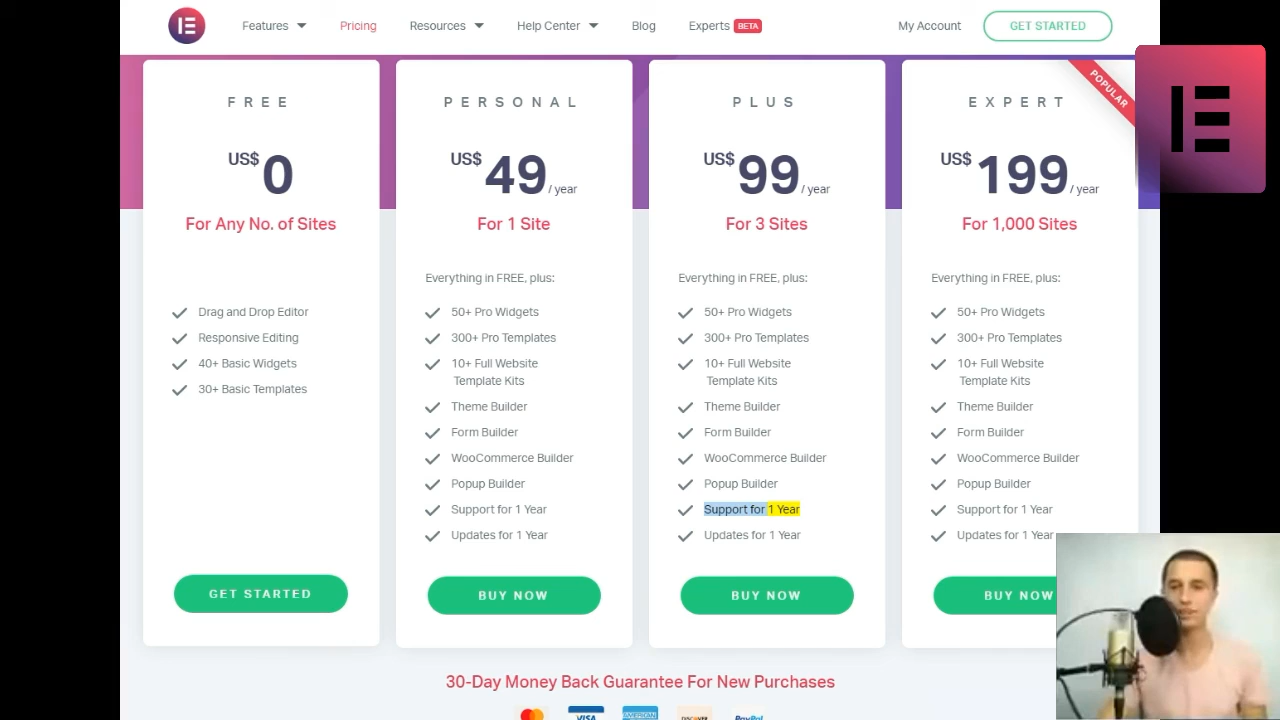 Features
Pricing
Resources
Help Center
Blog
Experts BETA
My Account
GET STARTED
FREE
US$ 0
For Any No. of Sites
Drag and Drop Editor
Responsive Editing
40+ Basic Widgets
30+ Basic Templates
GET STARTED
PERSONAL
US$ 49 / year
For 1 Site
Everything in FREE, plus:
50+ Pro Widgets
300+ Pro Templates
10+ Full Website
Template Kits
Theme Builder
Form Builder
WooCommerce Builder
Popup Builder
Support for 1 Year
Updates for 1 Year
BUY NOW
PLUS
US$ 99 / year
For 3 Sites
Everything in FREE, plus:
50+ Pro Widgets
300+ Pro Templates
10+ Full Website
Template Kits
Theme Builder
Form Builder
WooCommerce Builder
Popup Builder
Support for 1 Year
Updates for 1 Year
BUY NOW
POPULAR
EXPERT
US$ 199 / year
For 1,000 Sites
Everything in FREE, plus:
50+ Pro Widgets
300+ Pro Templates
10+ Full Website
Template Kits
Theme Builder
Form Builder
WooCommerce Builder
Popup Builder
Support for 1 Year
Updates for 1 Year
BUY NOW
30-Day Money Back Guarantee For New Purchases
VISA
AMERICAN
DISCOVER
PayPal